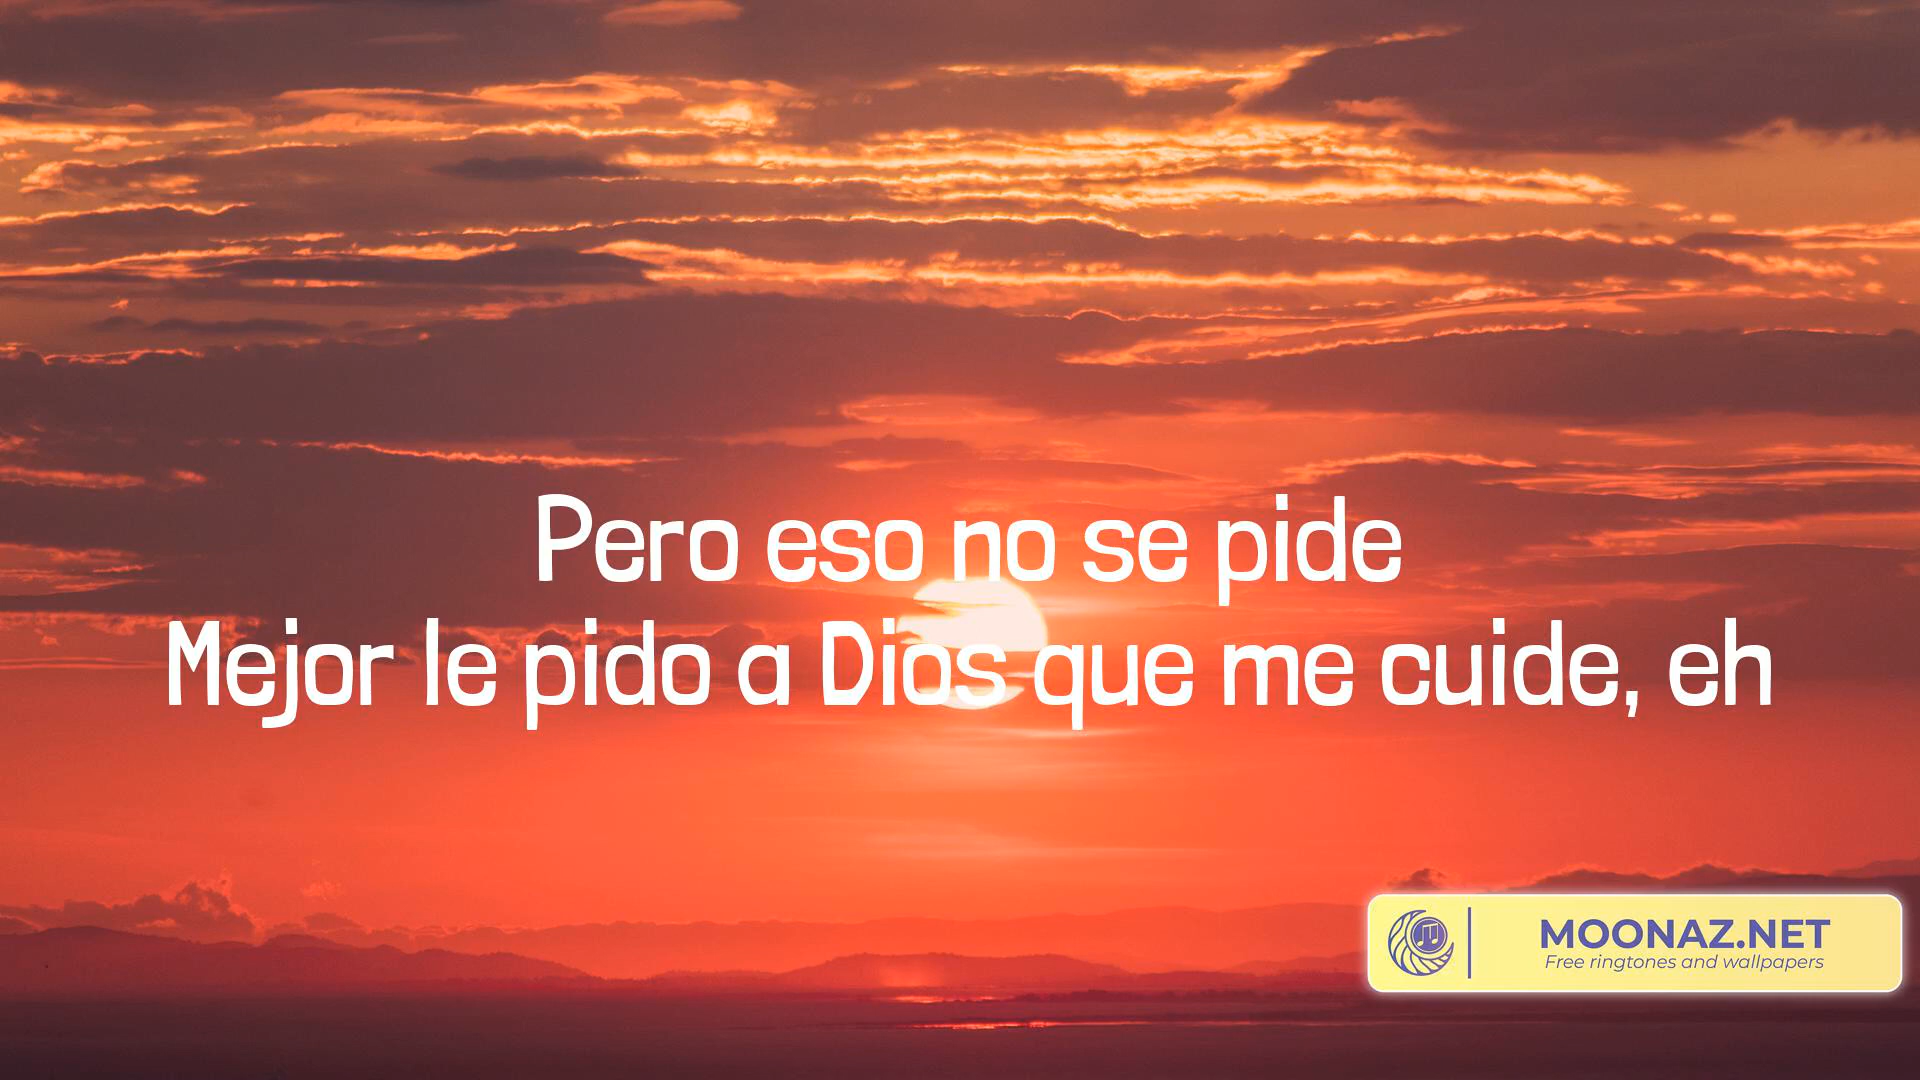 Pero eso no se pide
Mejor le pido a Dios que me cuide, eh
MOONAZ.NET
Free ringtones and wallpapers